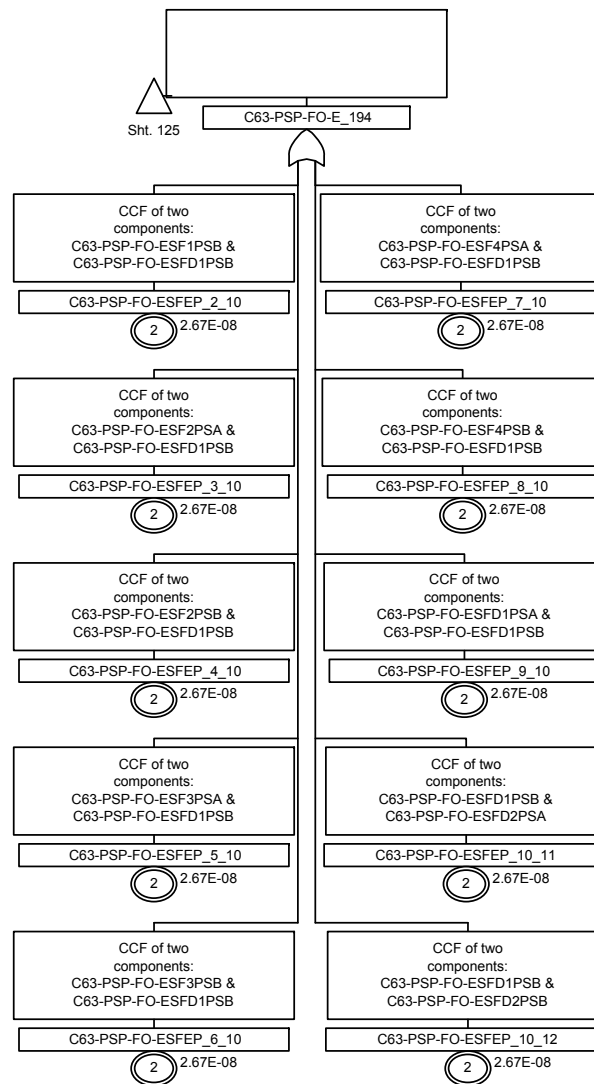 Sht. 125
C63-PSP-FO-E_194
CCF of two
components:
C63-PSP-FO-ESF1PSB &
C63-PSP-FO-ESFD1PSB
C63-PSP-FO-ESFEP_2_10
2
2.67E-08
CCF of two
components:
C63-PSP-FO-ESF2PSA &
C63-PSP-FO-ESFD1PSB
C63-PSP-FO-ESFEP_3_10
2
2.67E-08
CCF of two
components:
C63-PSP-FO-ESF2PSB &
C63-PSP-FO-ESFD1PSB
C63-PSP-FO-ESFEP_4_10
2
2.67E-08
CCF of two
components:
C63-PSP-FO-ESF3PSA &
C63-PSP-FO-ESFD1PSB
C63-PSP-FO-ESFEP_5_10
2
2.67E-08
CCF of two
components:
C63-PSP-FO-ESF3PSB &
C63-PSP-FO-ESFD1PSB
C63-PSP-FO-ESFEP_6_10
2
2.67E-08
CCF of two
components:
C63-PSP-FO-ESF4PSA &
C63-PSP-FO-ESFD1PSB
C63-PSP-FO-ESFEP_7_10
2
2.67E-08
CCF of two
components:
C63-PSP-FO-ESF4PSB &
C63-PSP-FO-ESFD1PSB
C63-PSP-FO-ESFEP_8_10
2
2.67E-08
CCF of two
components:
C63-PSP-FO-ESFD1PSA &
C63-PSP-FO-ESFD1PSB
C63-PSP-FO-ESFEP_9_10
2
2.67E-08
CCF of two
components:
C63-PSP-FO-ESFD1PSB &
C63-PSP-FO-ESFD2PSA
C63-PSP-FO-ESFEP_10_11
2
2.67E-08
CCF of two
components:
C63-PSP-FO-ESFD1PSB &
C63-PSP-FO-ESFD2PSB
C63-PSP-FO-ESFEP_10_12
2
2.67E-08